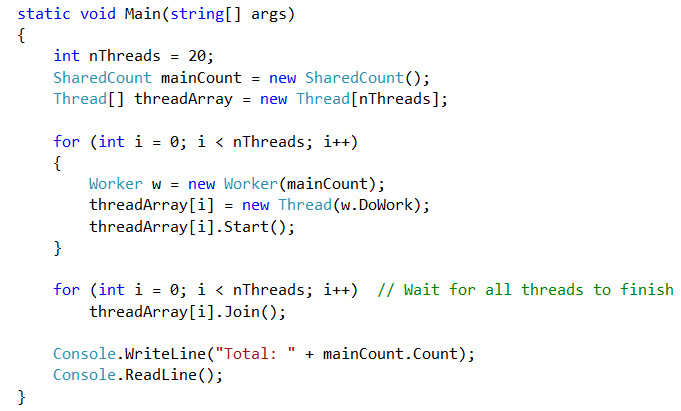 static void Main(string[] args)
{
    int nThreads = 20;
    SharedCount mainCount = new SharedCount();
    Thread[] threadArray = new Thread[nThreads];

    for (int i = 0; i < nThreads; i++)
    {
        Worker w = new Worker(mainCount);
        threadArray[i] = new Thread(w.DoWork);
        threadArray[i].Start();
    }

    for (int i = 0; i < nThreads; i++)  // Wait for all threads to finish
        threadArray[i].Join();

    Console.WriteLine("Total: " + mainCount.Count);
    Console.ReadLine();
}